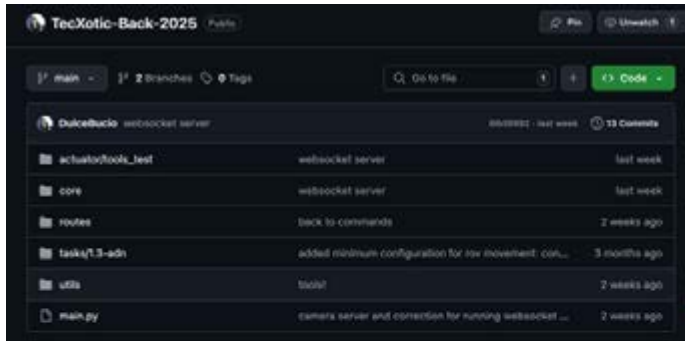 TecXotic-Back-2025 Public Pin Unwatch 1
main 2 Branches 0 Tags Go to file t + <> Code
DulceBucio websocket server last week 13 Commits
actuator/tools_test websocket server last week
core websocket server last week
routes back to commands 2 weeks ago
tasks/1.3-adn added minimum configuration for rov movement: con... 3 months ago
utils tools! 2 weeks ago
main.py camera server and correction for running websocket ... 2 weeks ago